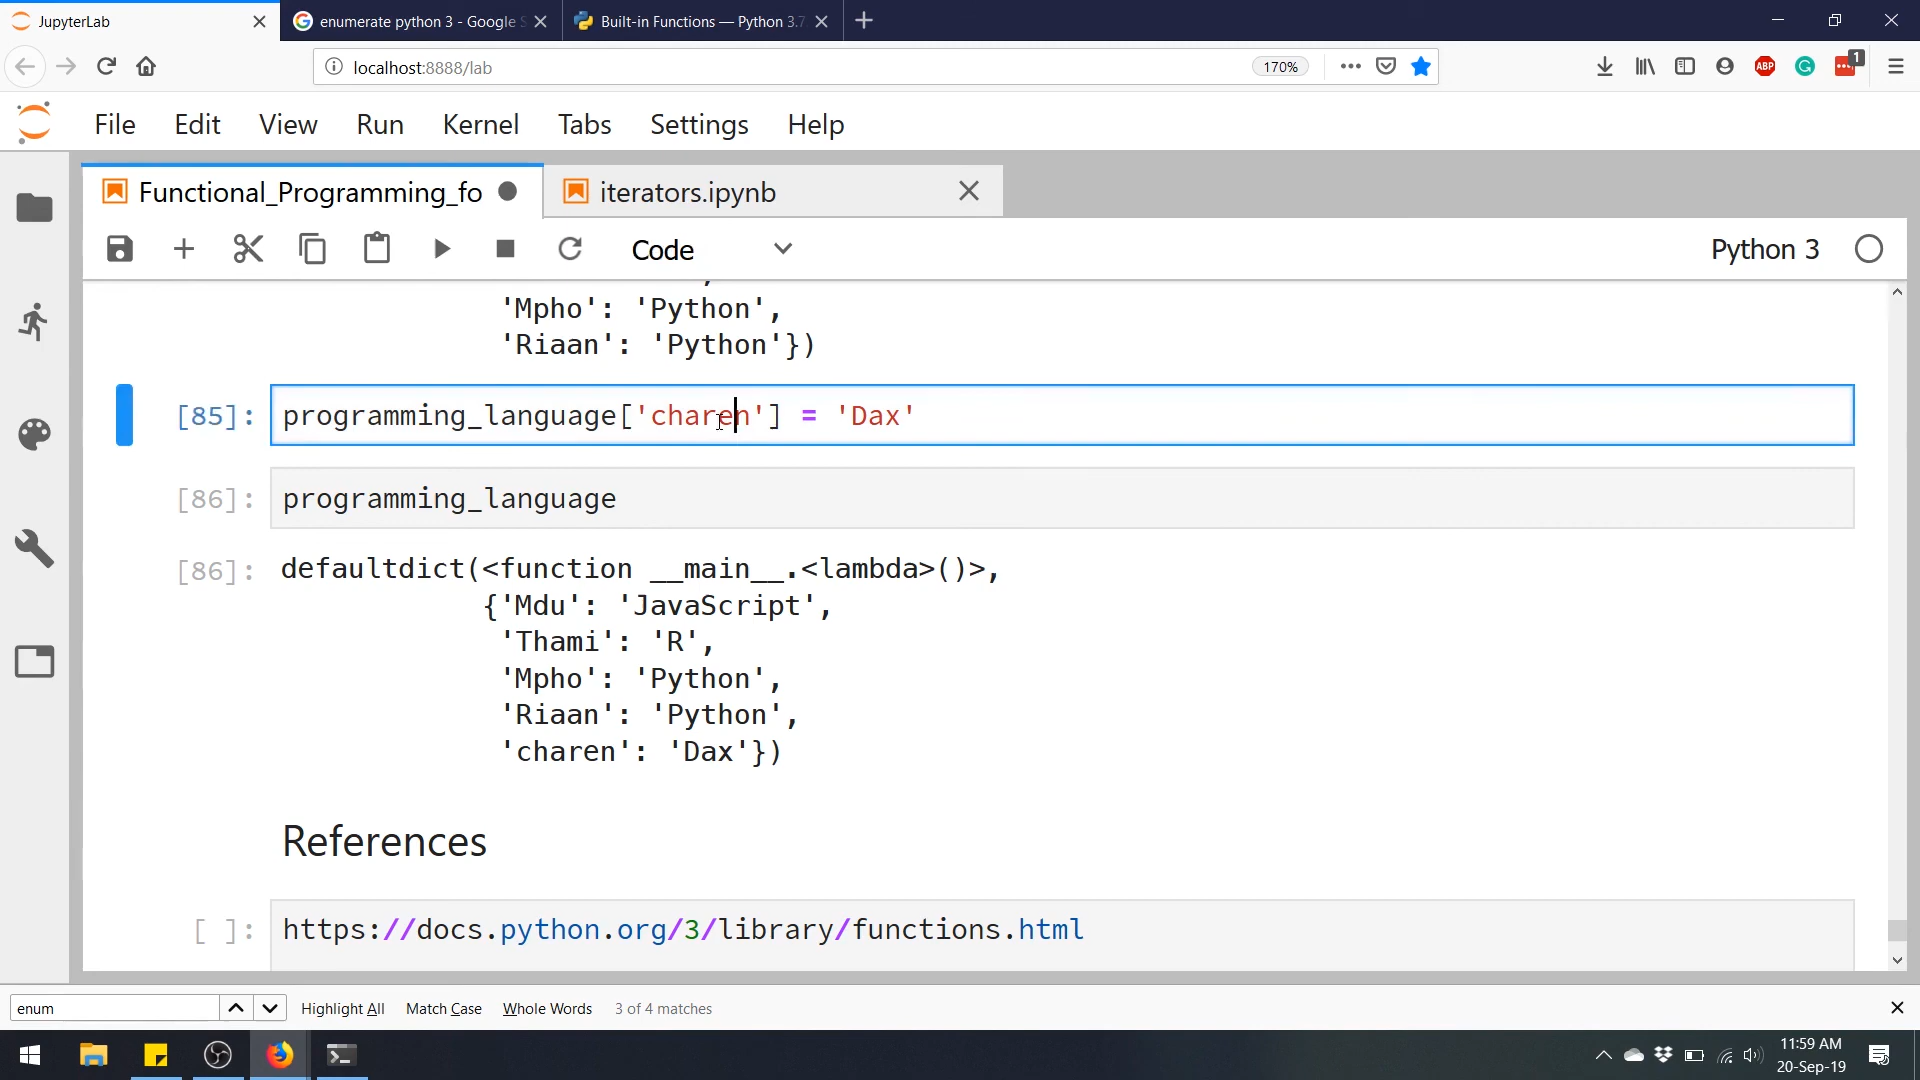 JupyterLab
enumerate python 3 - Google S
Built-in Functions — Python 3.7
localhost:8888/lab
170%
ABP
1
File Edit View Run Kernel Tabs Settings Help
Functional_Programming_fo
iterators.ipynb
Code
Python 3
'Mpho': 'Python',
'Riaan': 'Python'})
[85]: programming_language['charen'] = 'Dax'
[86]: programming_language
[86]: defaultdict(<function __main__.<lambda>()>,
{'Mdu': 'JavaScript',
'Thami': 'R',
'Mpho': 'Python',
'Riaan': 'Python',
'charen': 'Dax'})
References
[ ]: https://docs.python.org/3/library/functions.html
enum Highlight All Match Case Whole Words 3 of 4 matches
11:59 AM
20-Sep-19